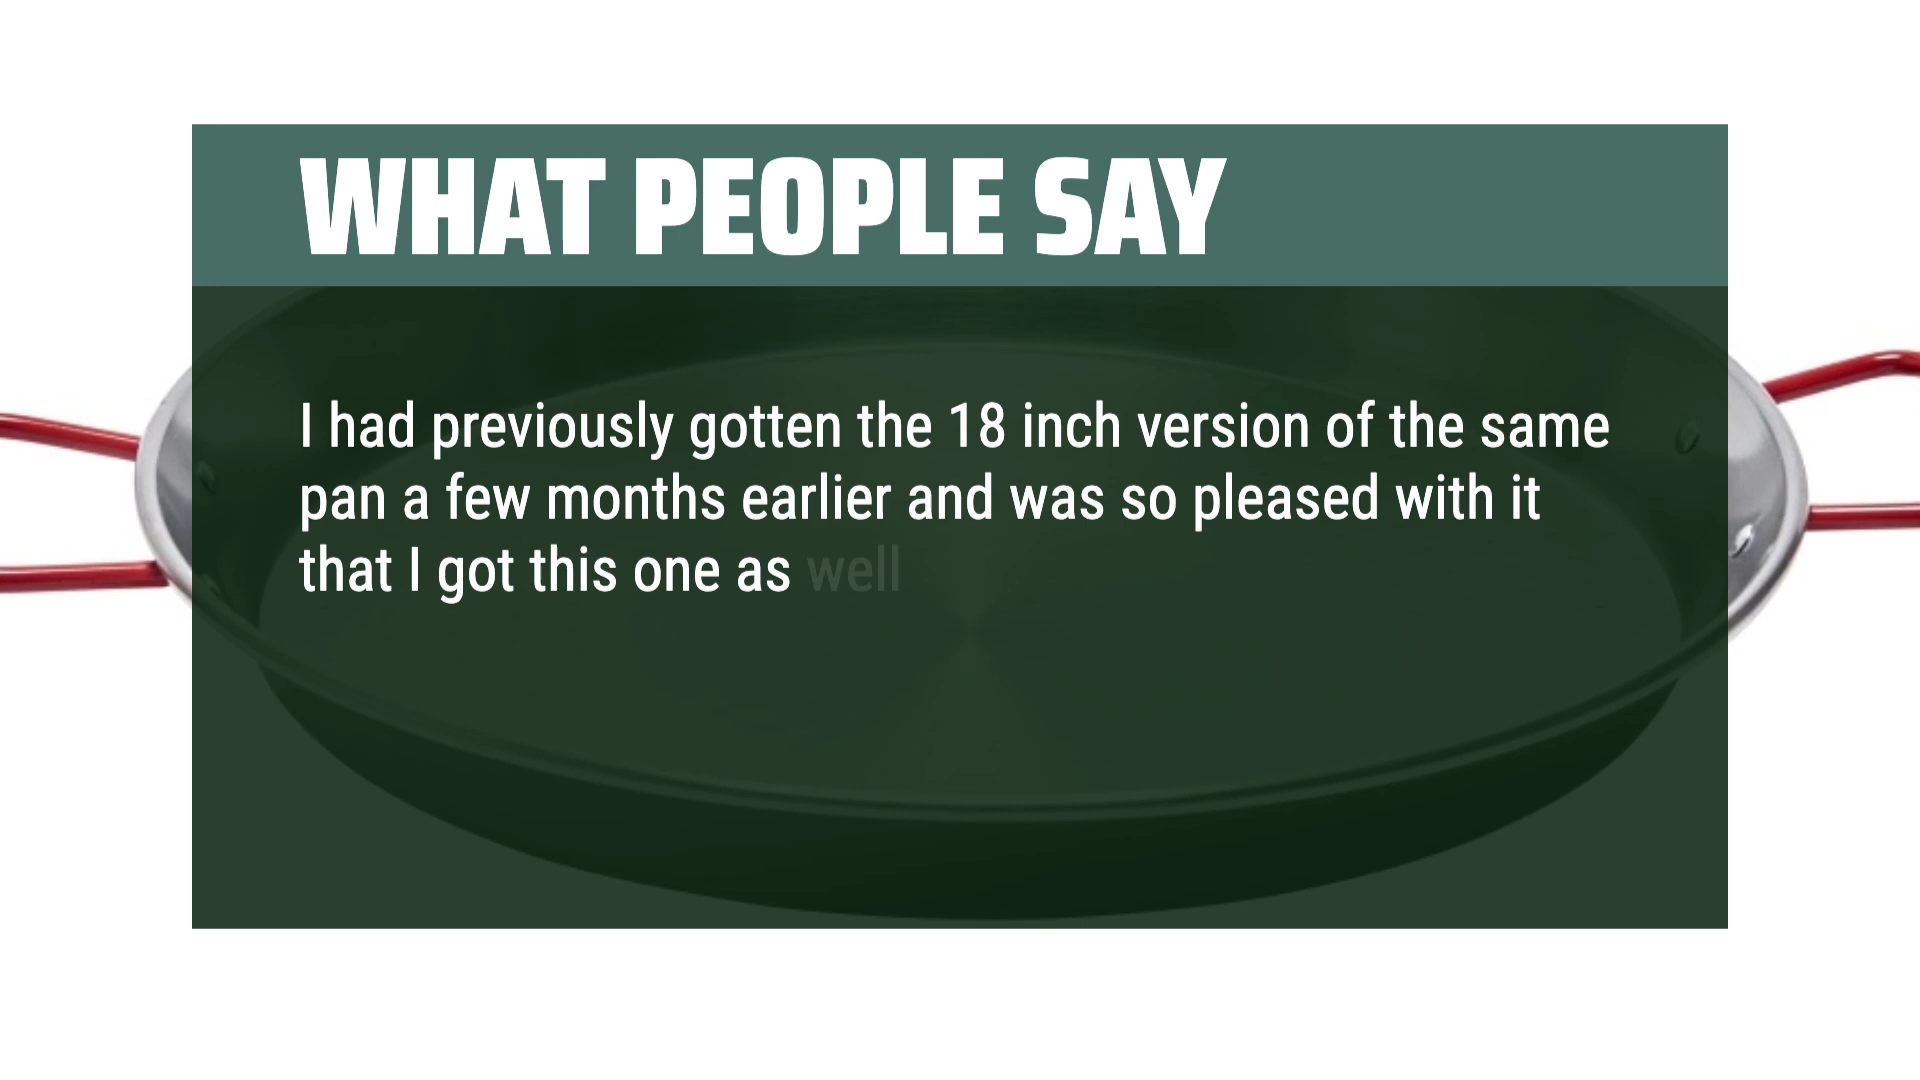 WHAT PEOPLE SAY
I had previously gotten the 18 inch version of the same
pan a few months earlier and was so pleased with it
that I got this one as well